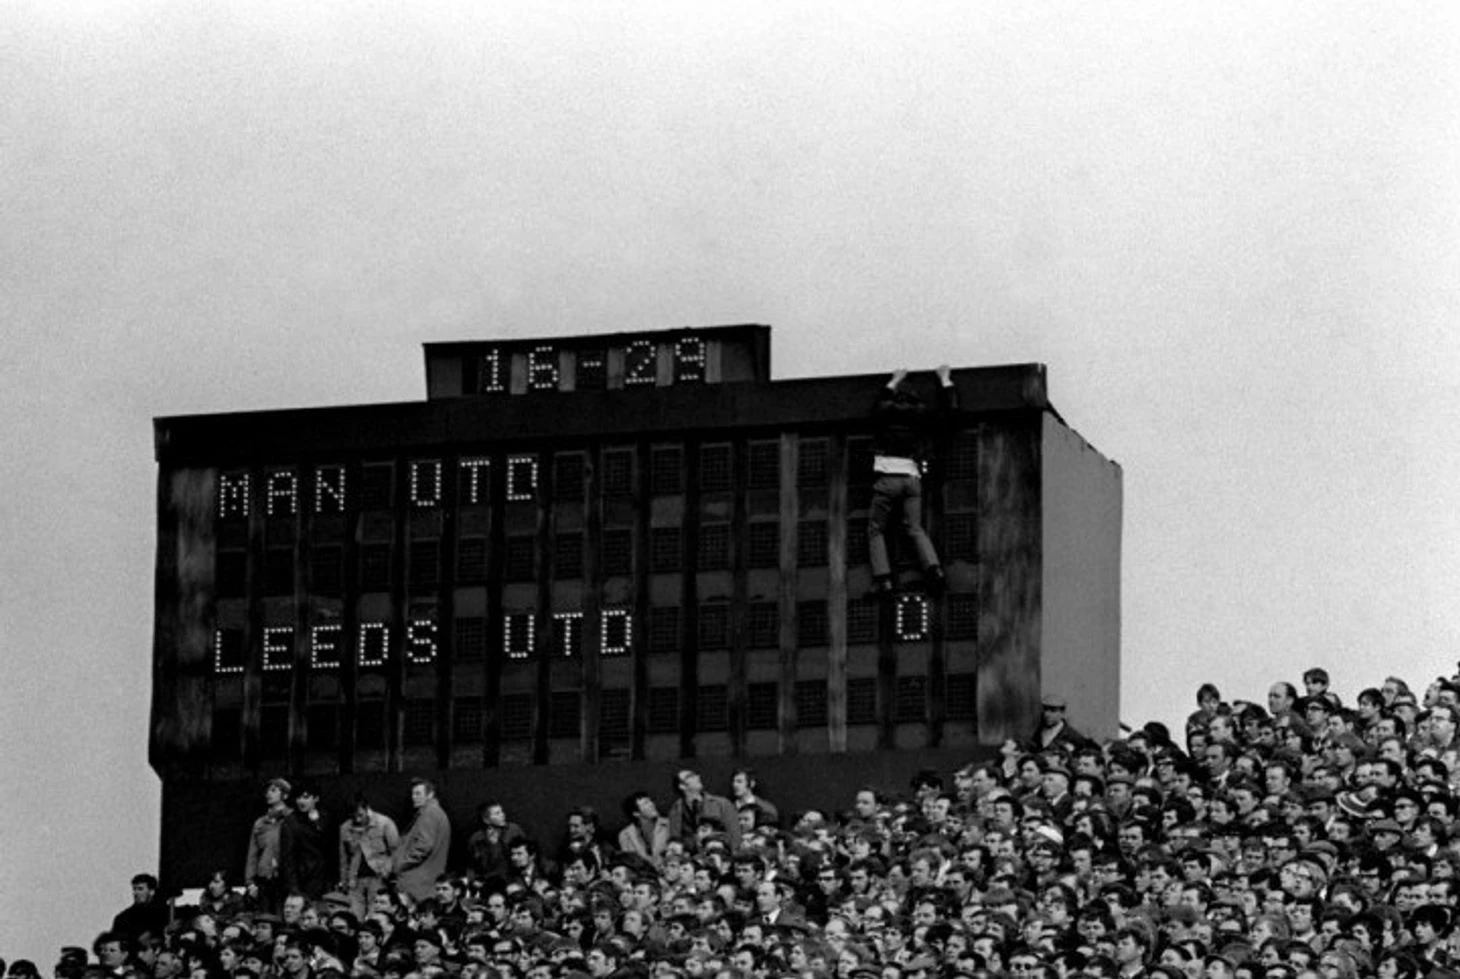 16-29
MAN UTD
LEEDS UTD 0